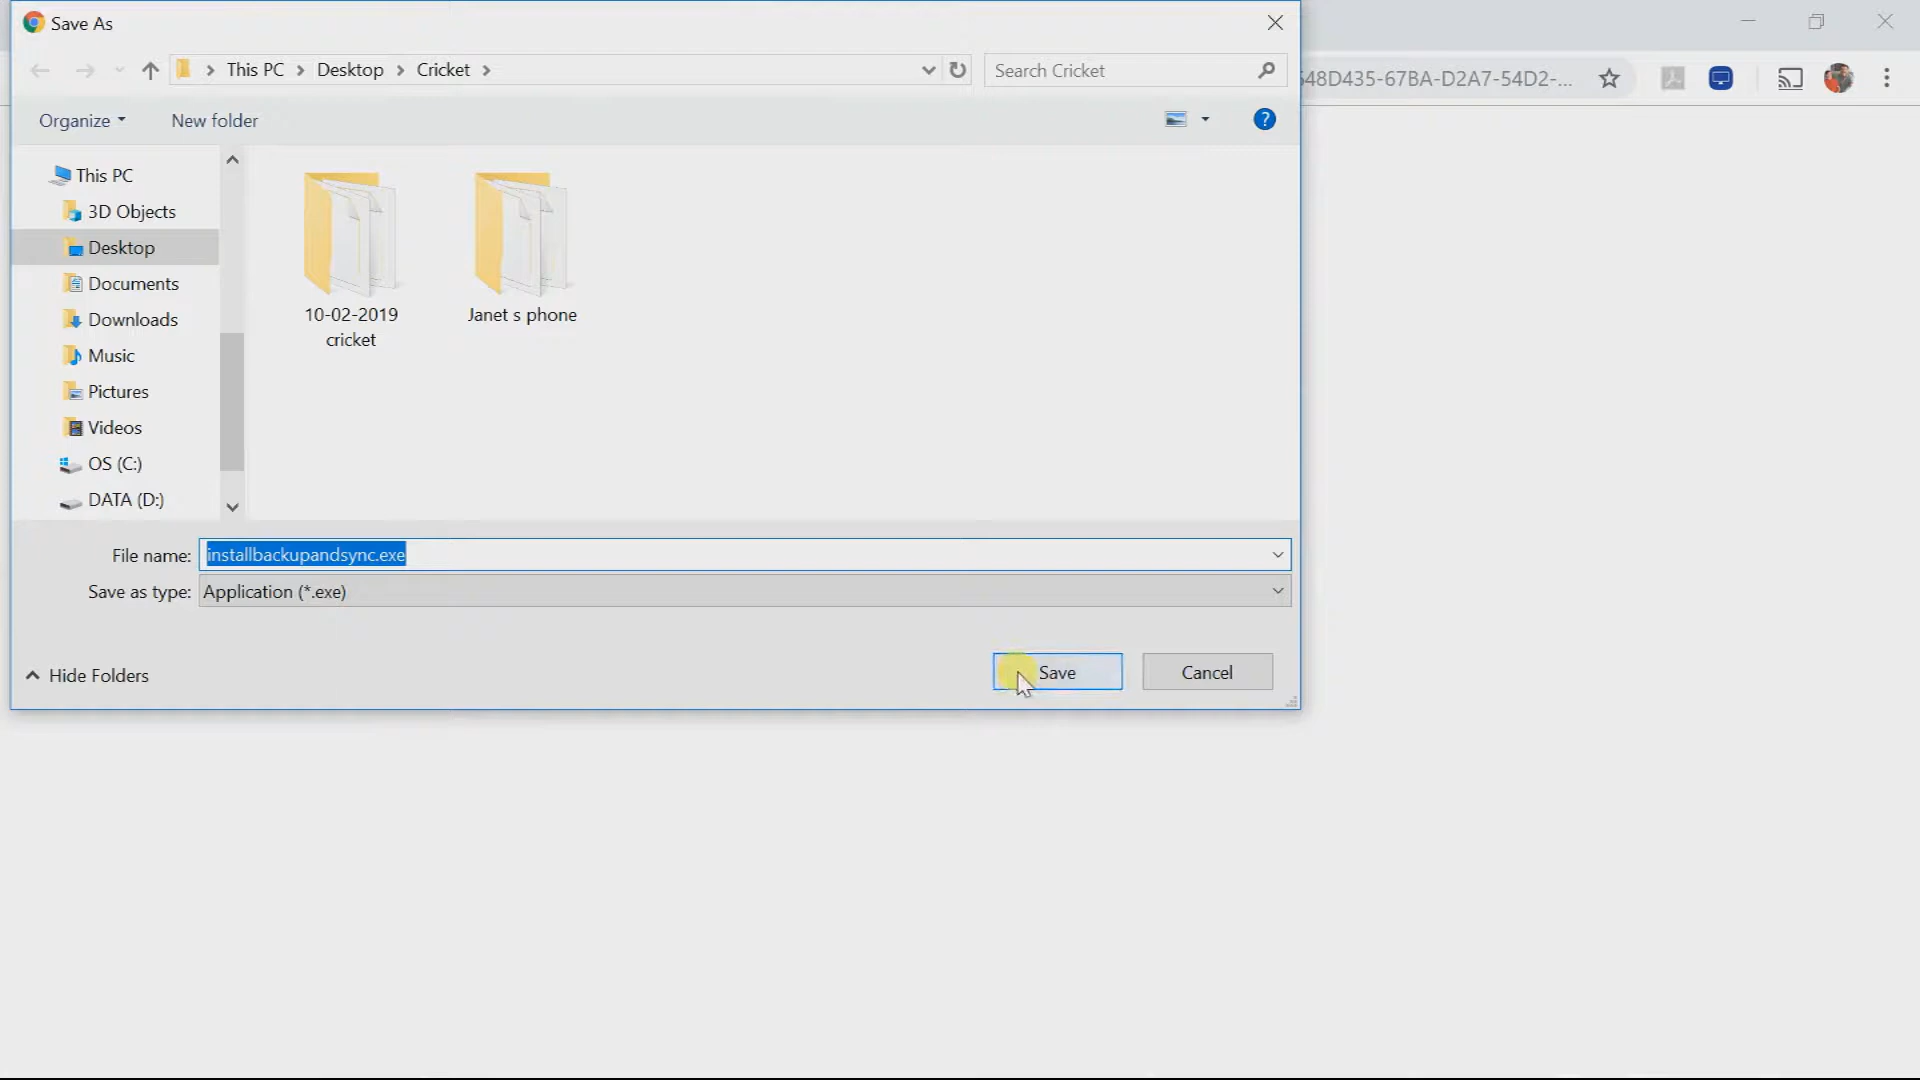 Save As
This PC
Desktop
Cricket
Search Cricket
648D435-67BA-D2A7-54D2-...
Organize
New folder
This PC
3D Objects
Desktop
Documents
Downloads
Music
Pictures
Videos
OS (C:)
DATA (D:)
10-02-2019
cricket
Janet s phone
File name: installbackupandsync.exe
Save as type: Application (*.exe)
Hide Folders
Save
Cancel